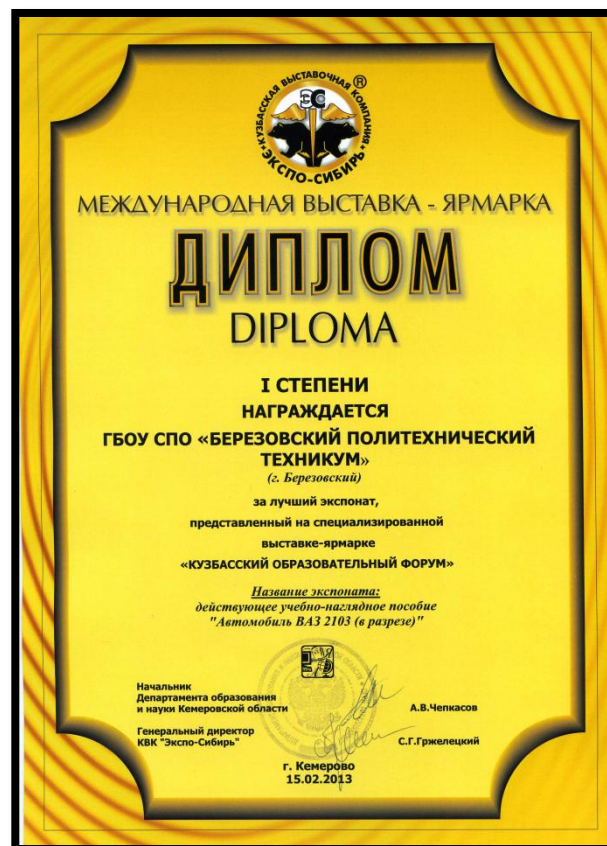 КУЗБАССКАЯ ВЫСТАВОЧНАЯ КОМПАНИЯ
ЭС
®
ЭКСПО-СИБИРЬ
МЕЖДУНАРОДНАЯ ВЫСТАВКА - ЯРМАРКА
ДИПЛОМ
DIPLOMA
I СТЕПЕНИ
НАГРАЖДАЕТСЯ
ГБОУ СПО «БЕРЕЗОВСКИЙ ПОЛИТЕХНИЧЕСКИЙ
ТЕХНИКУМ»
(г. Березовский)
за лучший экспонат,
представленный на специализированной
выставке-ярмарке
«КУЗБАССКИЙ ОБРАЗОВАТЕЛЬНЫЙ ФОРУМ»
Название экспоната:
действующее учебно-наглядное пособие
"Автомобиль ВАЗ 2103 (в разрезе)"
Начальник
Департамента образования
и науки Кемеровской области
А.В.Чепкасов
Генеральный директор
КВК "Экспо-Сибирь"
С.Г.Гржелецкий
г. Кемерово
15.02.2013